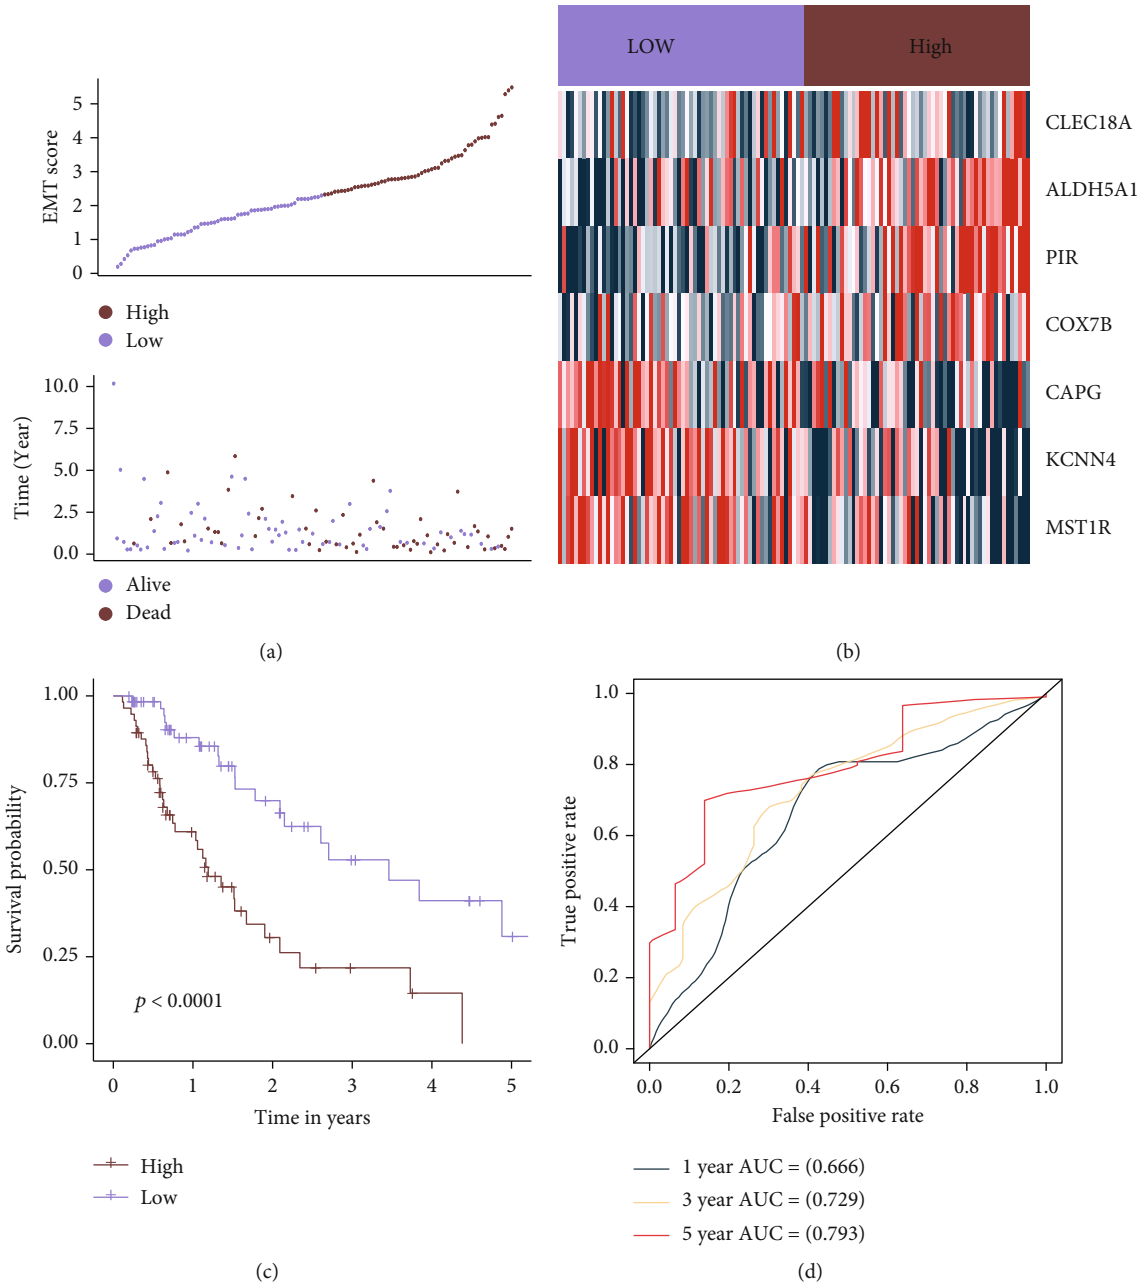 EMT score
5
4
3
2
1
0
High
Low
Time (Year)
10.0
7.5
5.0
2.5
0.0
Alive
Dead
(a)
LOW High
CLEC18A
ALDH5A1
PIR
COX7B
CAPG
KCNN4
MST1R
(b)
Survival probability
1.00
0.75
0.50
0.25
0.00
p < 0.0001
0 1 2 3 4 5
Time in years
High
Low
(c)
True positive rate
1.0
0.8
0.6
0.4
0.2
0.0
0.0 0.2 0.4 0.6 0.8 1.0
False positive rate
1 year AUC = (0.666)
3 year AUC = (0.729)
5 year AUC = (0.793)
(d)